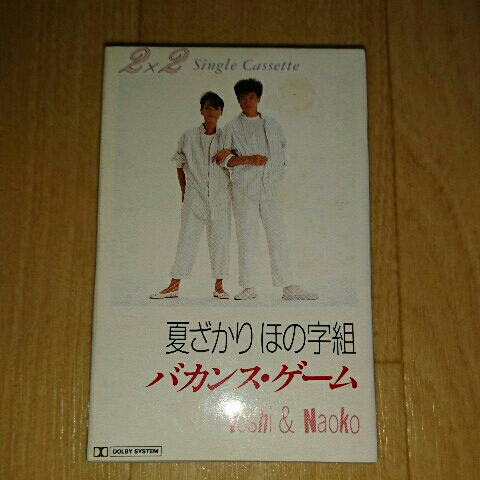 2×2 Single Cassette
夏ざかり ほの字組
バカンス・ゲーム
Toshi & Naoko
DOLBY SYSTEM